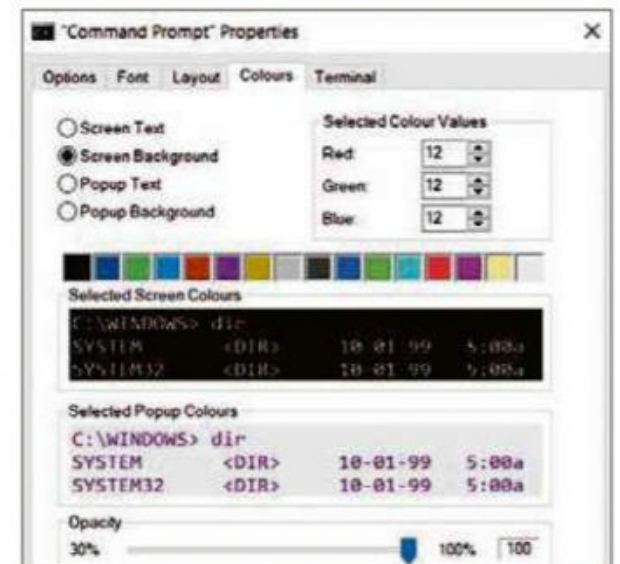 "Command Prompt" Properties
Options Font Layout Colours Terminal
Screen Text
Screen Background
Popup Text
Popup Background
Selected Colour Values
Red: 12
Green: 12
Blue: 12
Selected Screen Colours
C:\WINDOWS> dir
SYSTEM <DIR> 10-01-99 5:00a
SYSTEM32 <DIR> 10-01-99 5:00a
Selected Popup Colours
C:\WINDOWS> dir
SYSTEM <DIR> 10-01-99 5:00a
SYSTEM32 <DIR> 10-01-99 5:00a
Opacity
30% 100% 100